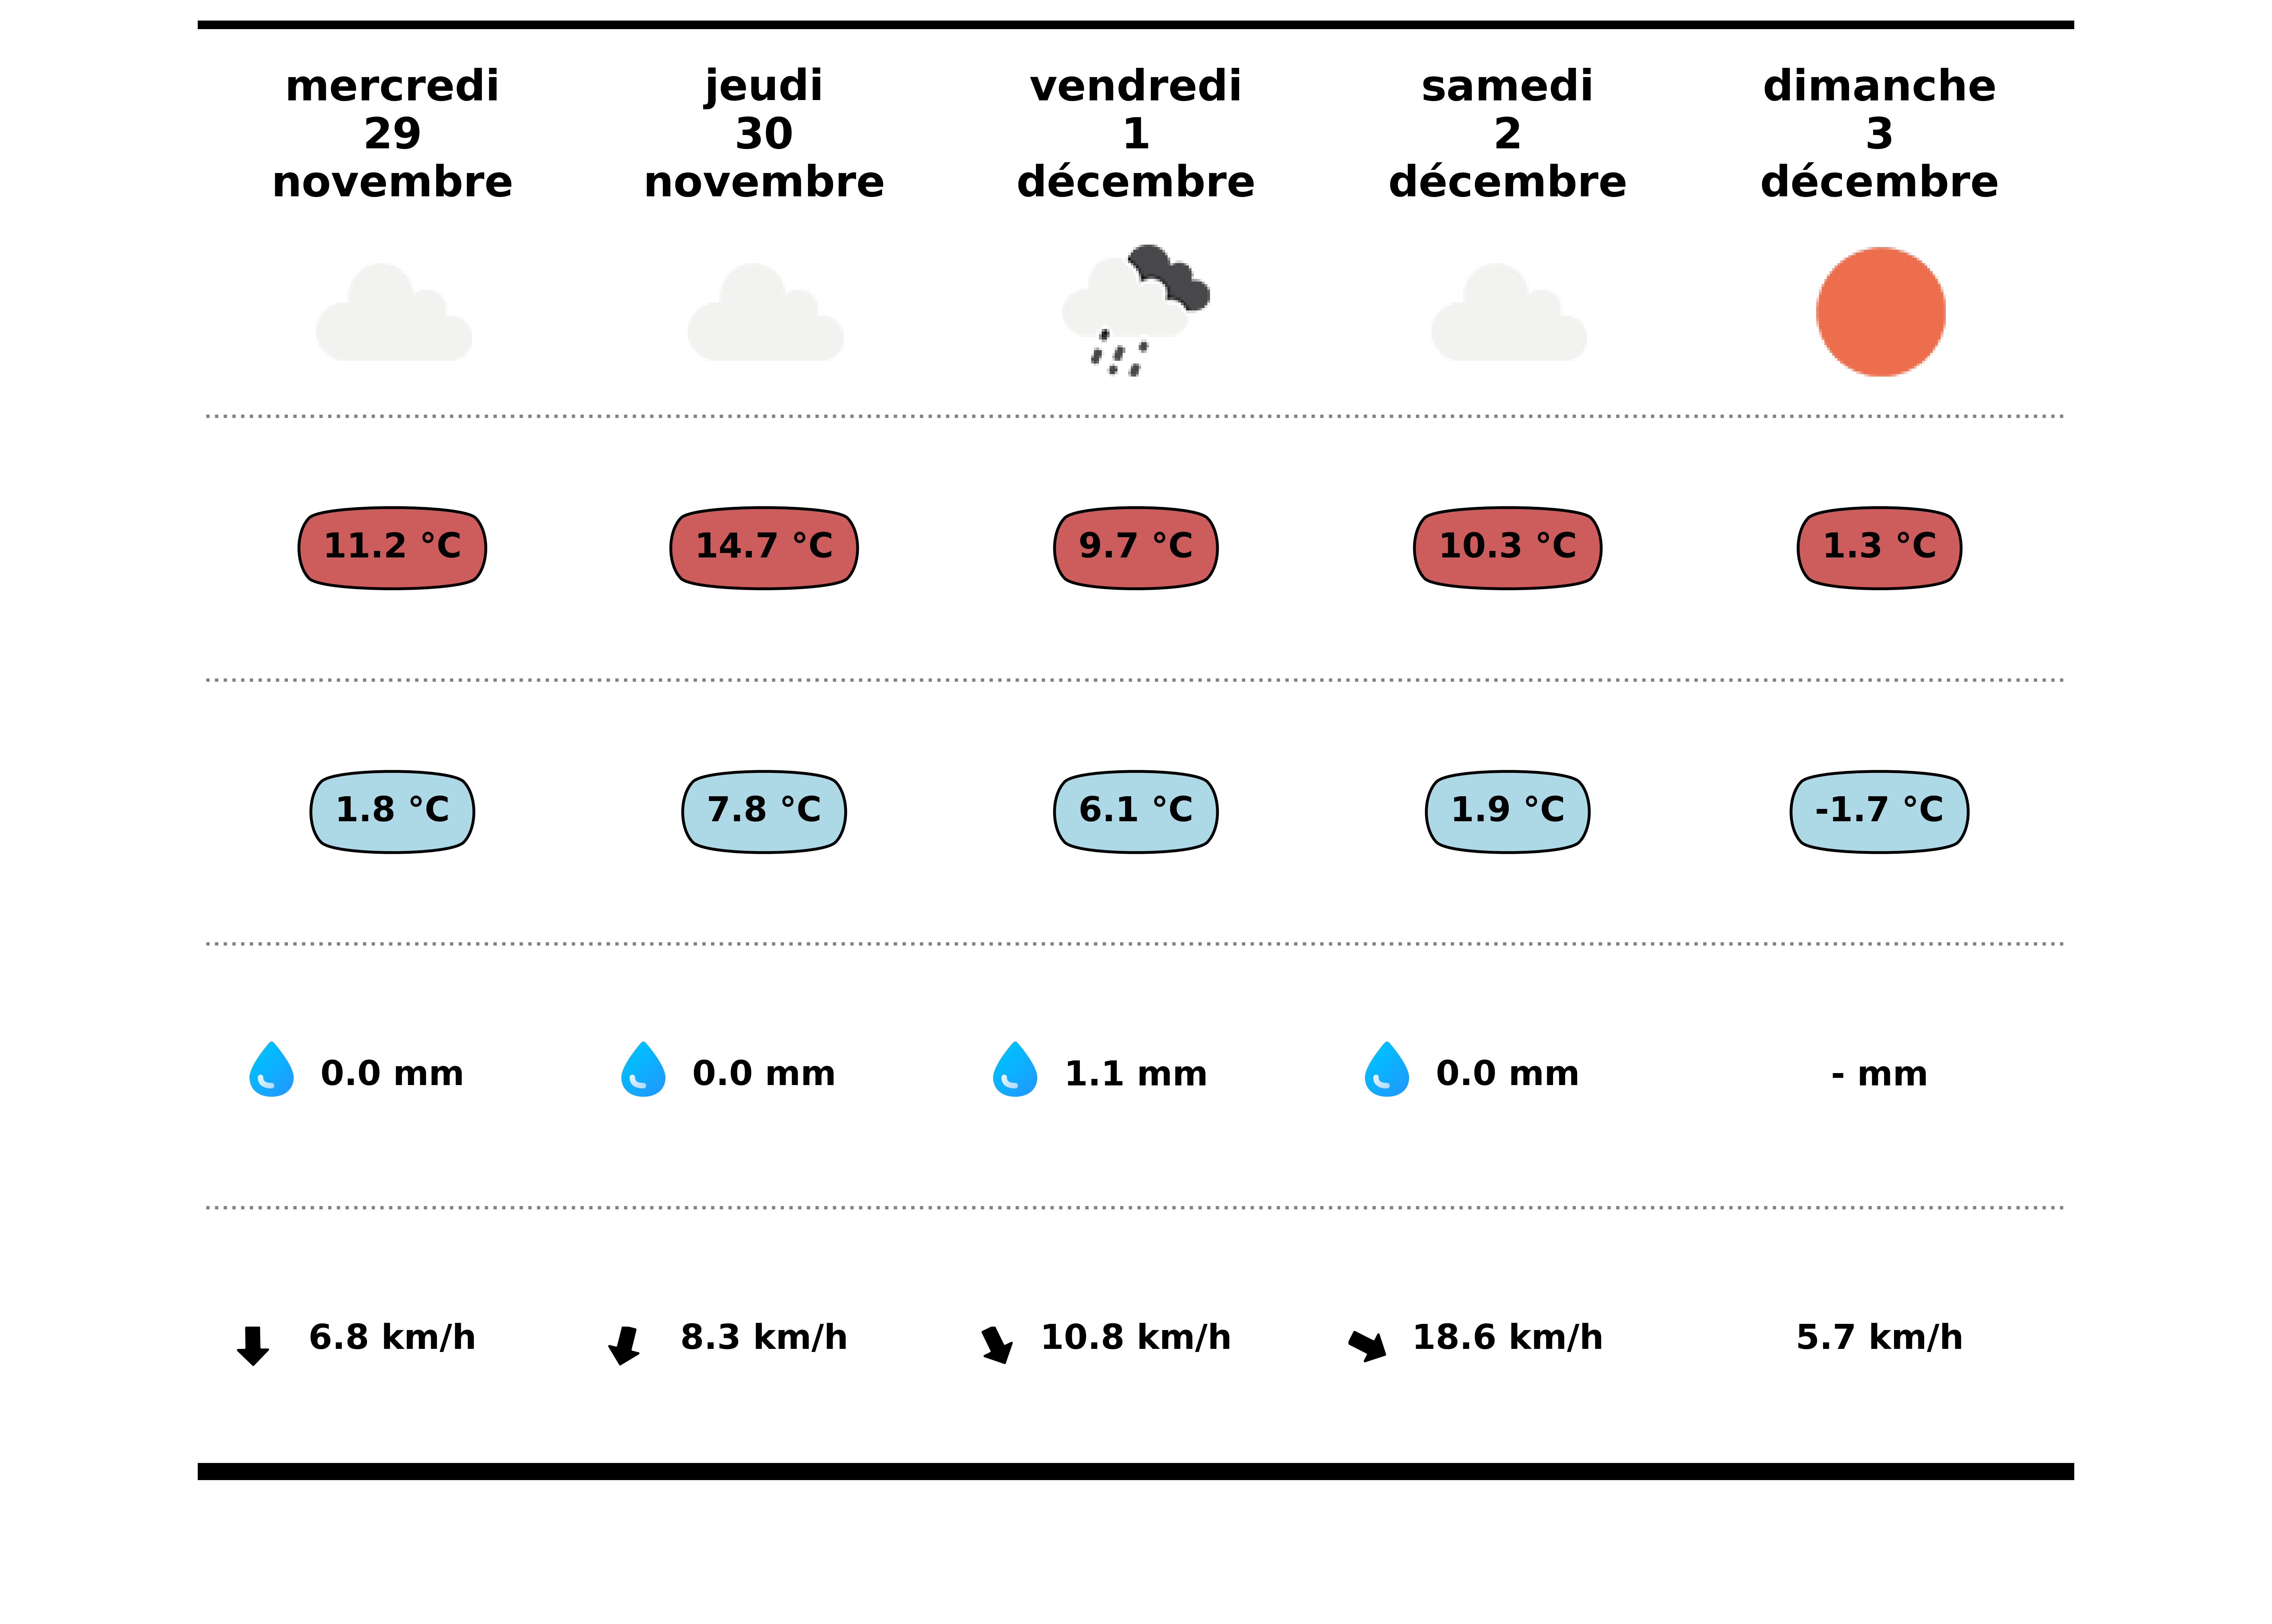 mercredi
29
novembre
jeudi
30
novembre
vendredi
1
décembre
samedi
2
décembre
dimanche
3
décembre
11.2 °C
14.7 °C
9.7 °C
10.3 °C
1.3 °C
1.8 °C
7.8 °C
6.1 °C
1.9 °C
-1.7 °C
0.0 mm
0.0 mm
1.1 mm
0.0 mm
- mm
6.8 km/h
8.3 km/h
10.8 km/h
18.6 km/h
5.7 km/h